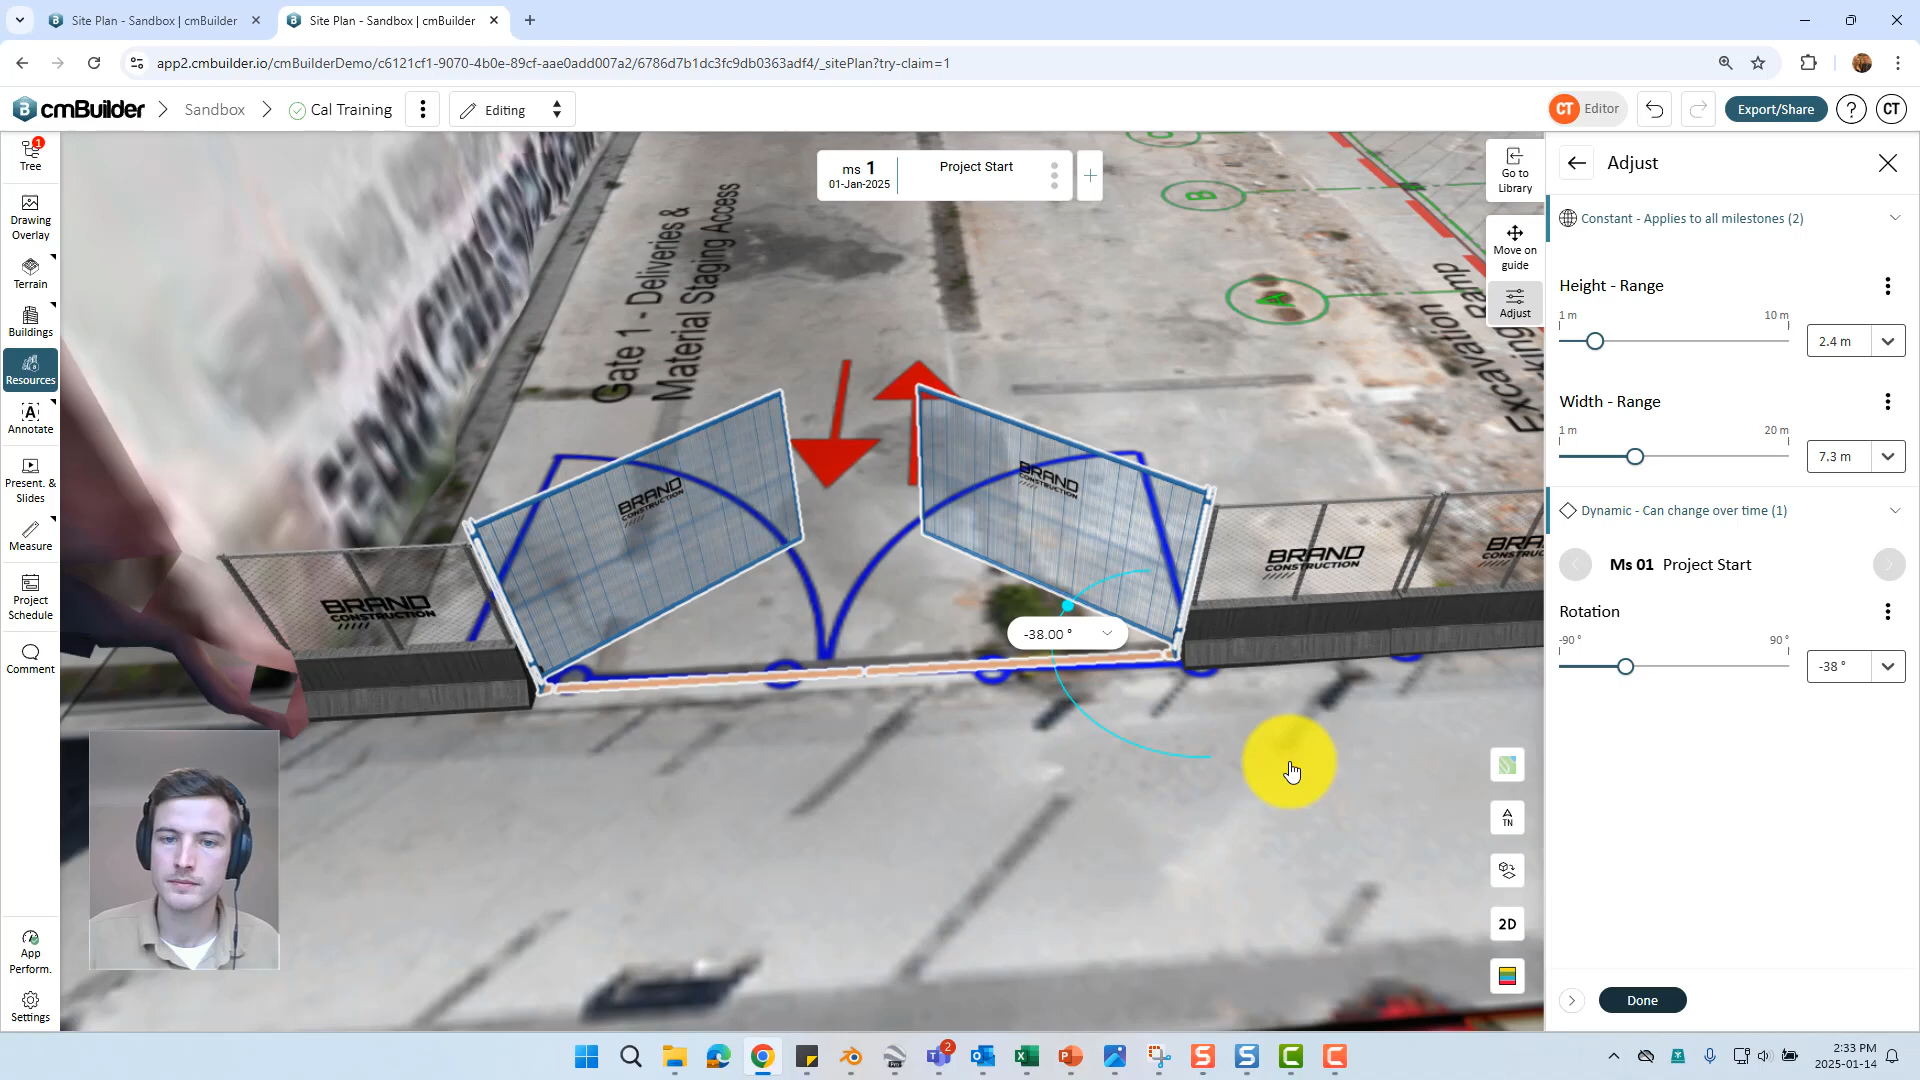 Site Plan - Sandbox | cmBuilder
Site Plan - Sandbox | cmBuilder
app2.cmbuilder.io/cmBuilderDemo/c6121cf1-9070-4b0e-89cf-aae0add007a2/6786d7b1dc3fc9db0363adf4/_sitePlan?try-claim=1
cmBuilder
Sandbox
Cal Training
Editing
CT Editor
Export/Share
?
CT
1
Tree
Drawing
Overlay
Terrain
Buildings
Resources
A
Annotate
Present. &
Slides
Measure
Project
Schedule
Comment
App
Perform.
Settings
ms 1
01-Jan-2025
Project Start
Gate 1 - Deliveries &
Material Staging Access
B
A
Excavation
BRAND
CONSTRUCTION
BRAND
CONSTRUCTION
BRAND
CONSTRUCTION
BRAND
CONSTRUCTION
-38.00 °
Go to
Library
Move on
guide
Adjust
TN
2D
Adjust
Constant - Applies to all milestones (2)
Height - Range
1 m
10 m
2.4 m
Width - Range
1 m
20 m
7.3 m
Dynamic - Can change over time (1)
Ms 01 Project Start
Rotation
-90 °
90 °
-38 °
Done
2
2:33 PM
2025-01-14